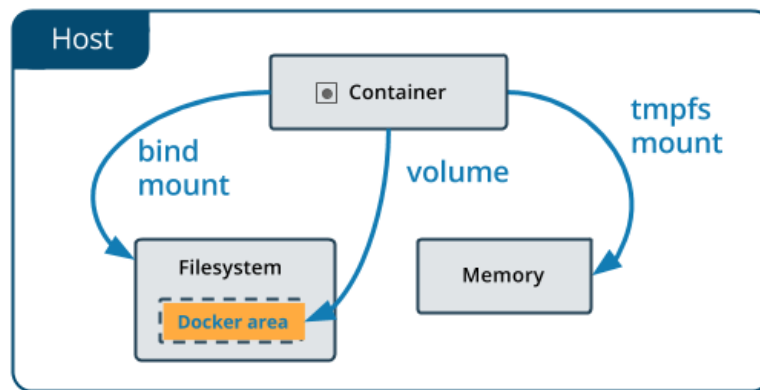 Host
Container
bind
mount
volume
tmpfs
mount
Filesystem
Docker area
Memory